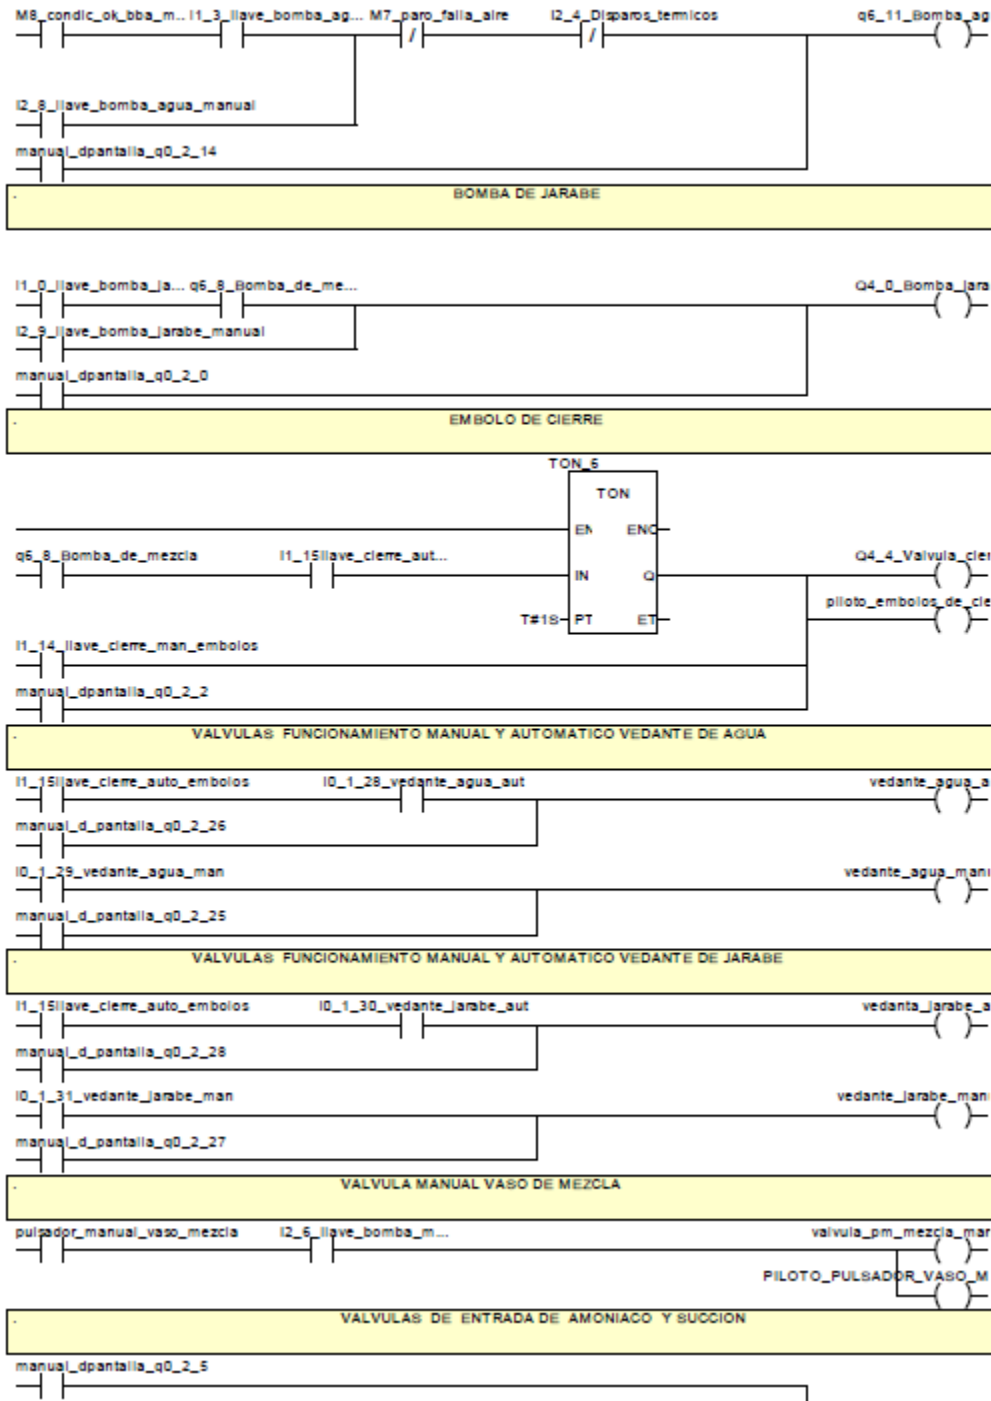 M8_condic_ok_bba_m... I1_3_llave_bomba_ag... M7_paro_falla_aire I2_4_Disparos_termicos q6_11_Bomba_ag
I2_8_llave_bomba_agua_manual
manual_dpantalla_q0_2_14
. BOMBA DE JARABE
I1_0_llave_bomba_ja... q6_8_Bomba_de_me... Q4_0_Bomba_jara
I2_9_llave_bomba_jarabe_manual
manual_dpantalla_q0_2_0
. EMBOLO DE CIERRE
TON_6
TON
EN ENO
q6_8_Bomba_de_mezcla I1_15llave_cierre_aut... Q4_4_Valvula_cier
IN Q
piloto_embolos_de_cie
T#1S PT ET
I1_14_llave_cierre_man_embolos
manual_dpantalla_q0_2_2
. VALVULAS FUNCIONAMIENTO MANUAL Y AUTOMATICO VEDANTE DE AGUA
I1_15llave_cierre_auto_embolos I0_1_28_vedante_agua_aut vedante_agua_a
manual_d_pantalla_q0_2_26
I0_1_29_vedante_agua_man vedante_agua_man
manual_d_pantalla_q0_2_25
. VALVULAS FUNCIONAMIENTO MANUAL Y AUTOMATICO VEDANTE DE JARABE
I1_15llave_cierre_auto_embolos I0_1_30_vedante_jarabe_aut vedanta_jarabe_a
manual_d_pantalla_q0_2_28
I0_1_31_vedante_jarabe_man vedante_jarabe_man
manual_d_pantalla_q0_2_27
. VALVULA MANUAL VASO DE MEZCLA
pulsador_manual_vaso_mezcla I2_6_llave_bomba_m... valvula_pm_mezcla_man
PILOTO_PULSADOR_VASO_M
. VALVULAS DE ENTRADA DE AMONIACO Y SUCCION
manual_dpantalla_q0_2_5